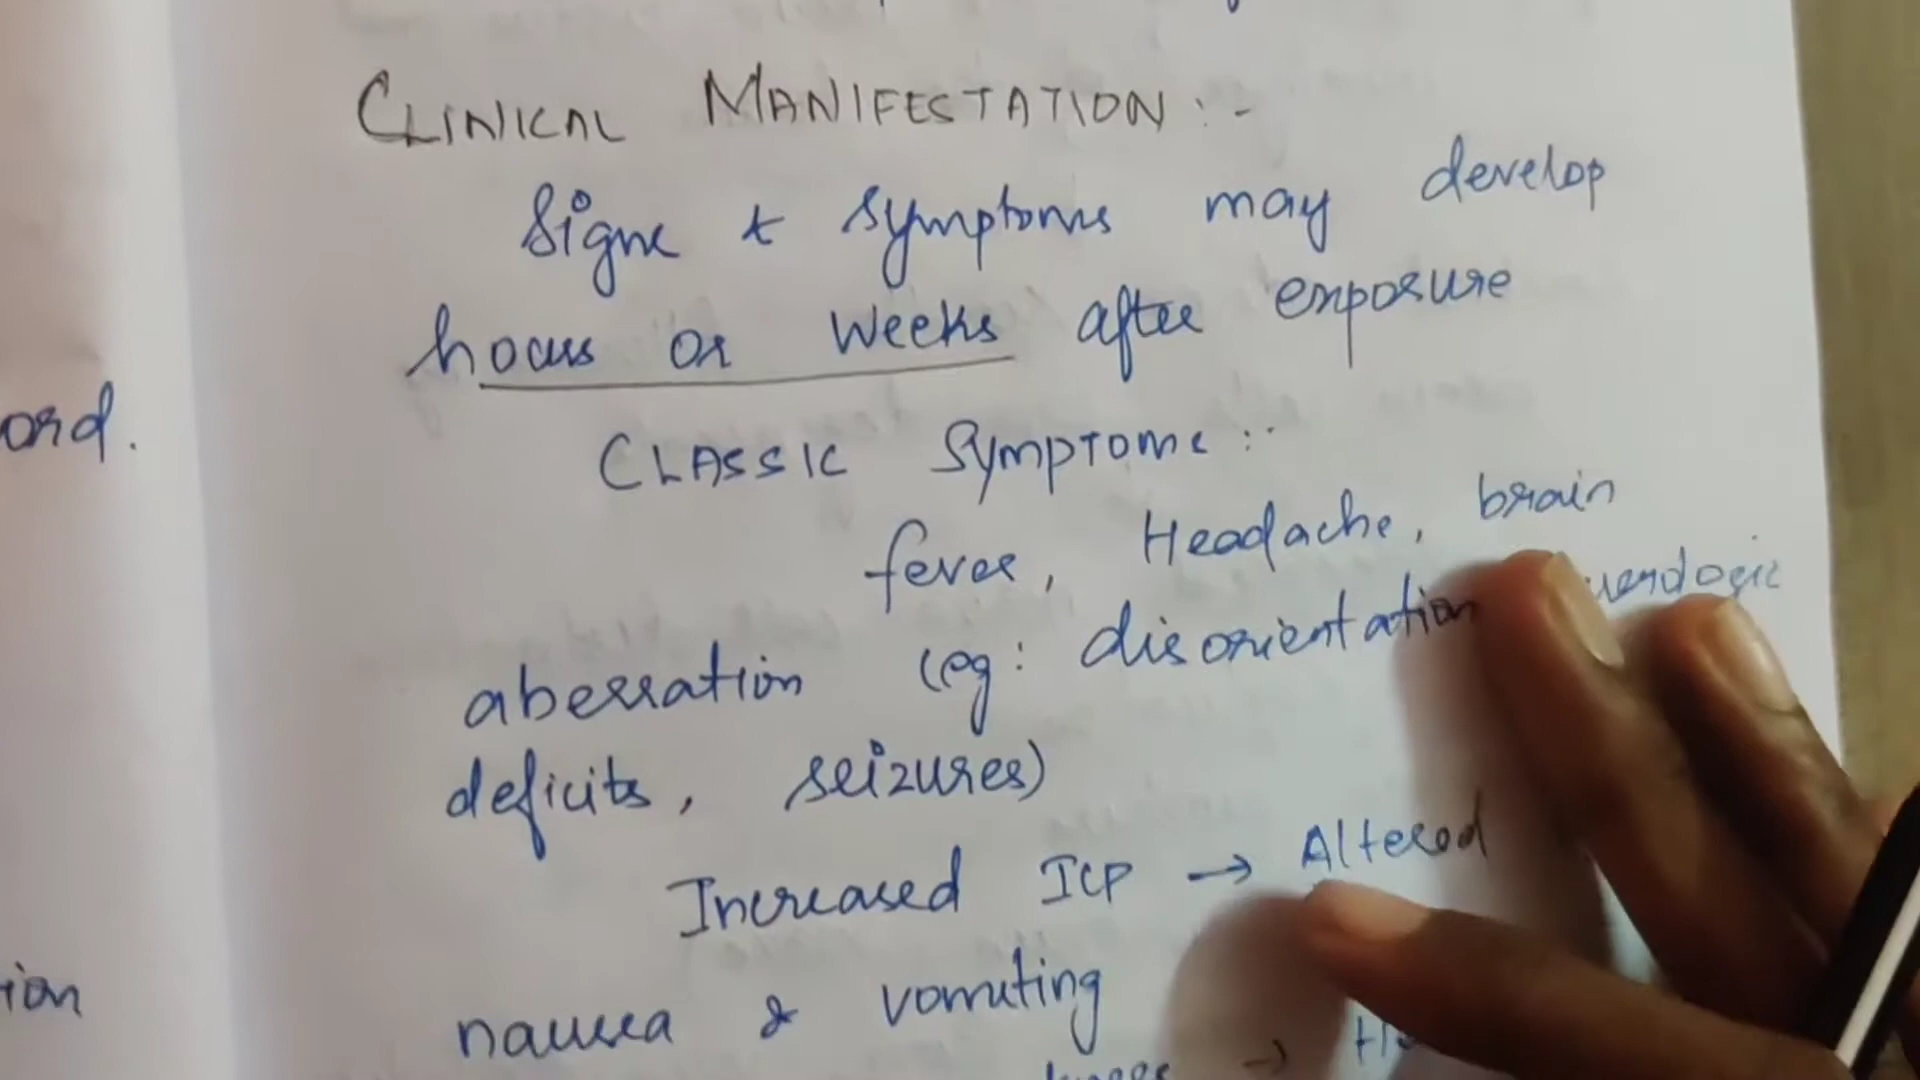 CLINICAL MANIFESTATION :-
Signs & symptoms may develop
hours or weeks after exposure
ord.
CLASSIC SYMPTOMS :-
fever, Headache, brain
aberration (eg: disorientation
deficits, seizures)
Increased ICP → Altered
ion
nausea & vomiting